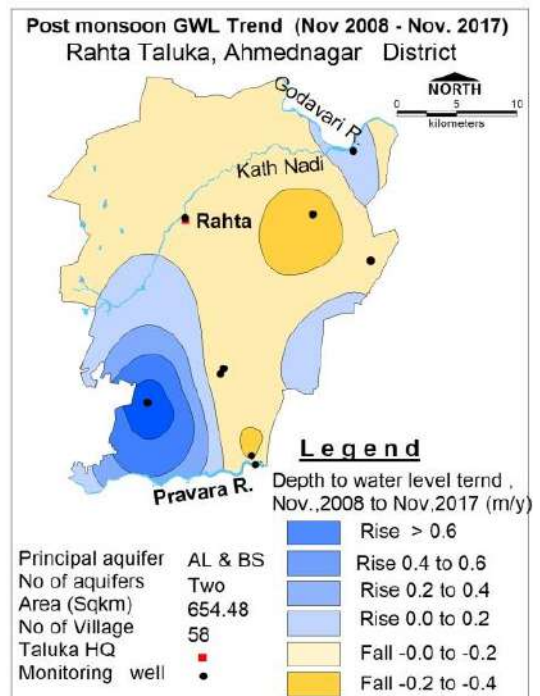 Post monsoon GWL Trend (Nov 2008 - Nov. 2017)
Rahta Taluka, Ahmednagar District
NORTH
0 5 10
kilometers
Godavari R.
Kath Nadi
Rahta
Pravara R.
Legend
Depth to water level ternd ,
Nov.,2008 to Nov,2017 (m/y)
Rise > 0.6
Rise 0.4 to 0.6
Rise 0.2 to 0.4
Rise 0.0 to 0.2
Fall -0.0 to -0.2
Fall -0.2 to -0.4
Principal aquifer AL & BS
No of aquifers Two
Area (Sqkm) 654.48
No of Village 58
Taluka HQ
Monitoring well